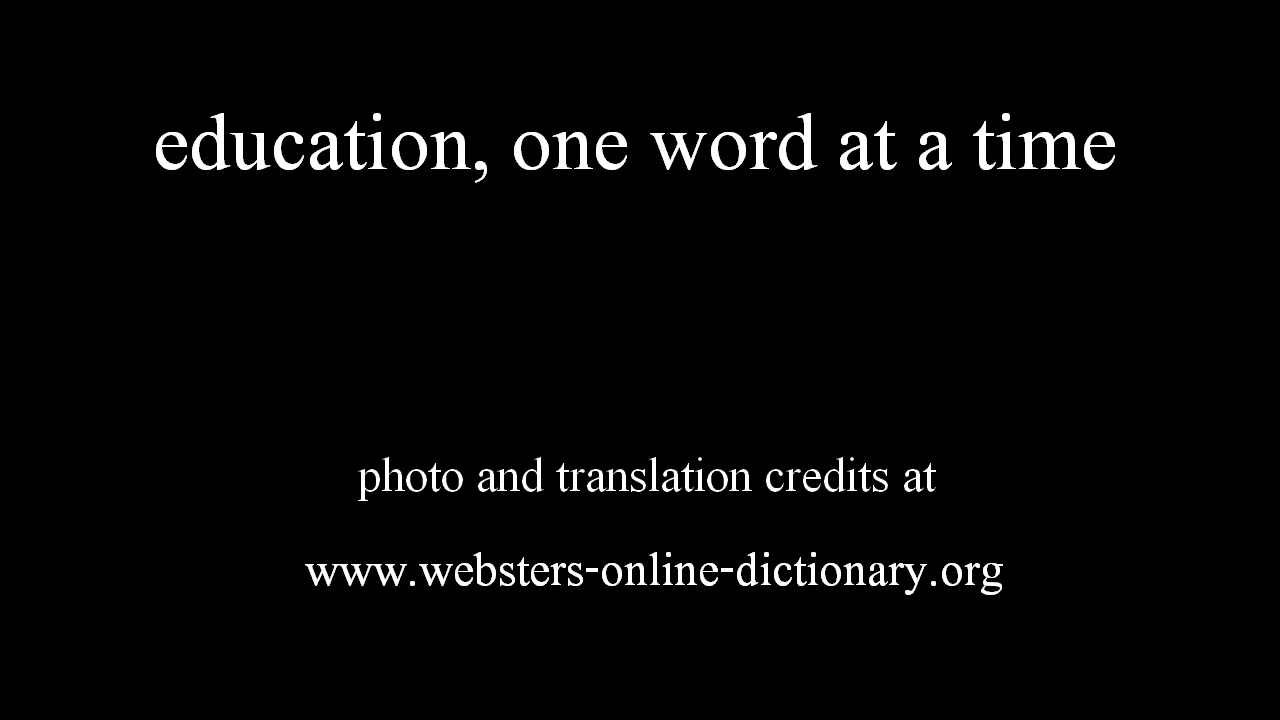 education, one word at a time
photo and translation credits at
www.websters-online-dictionary.org